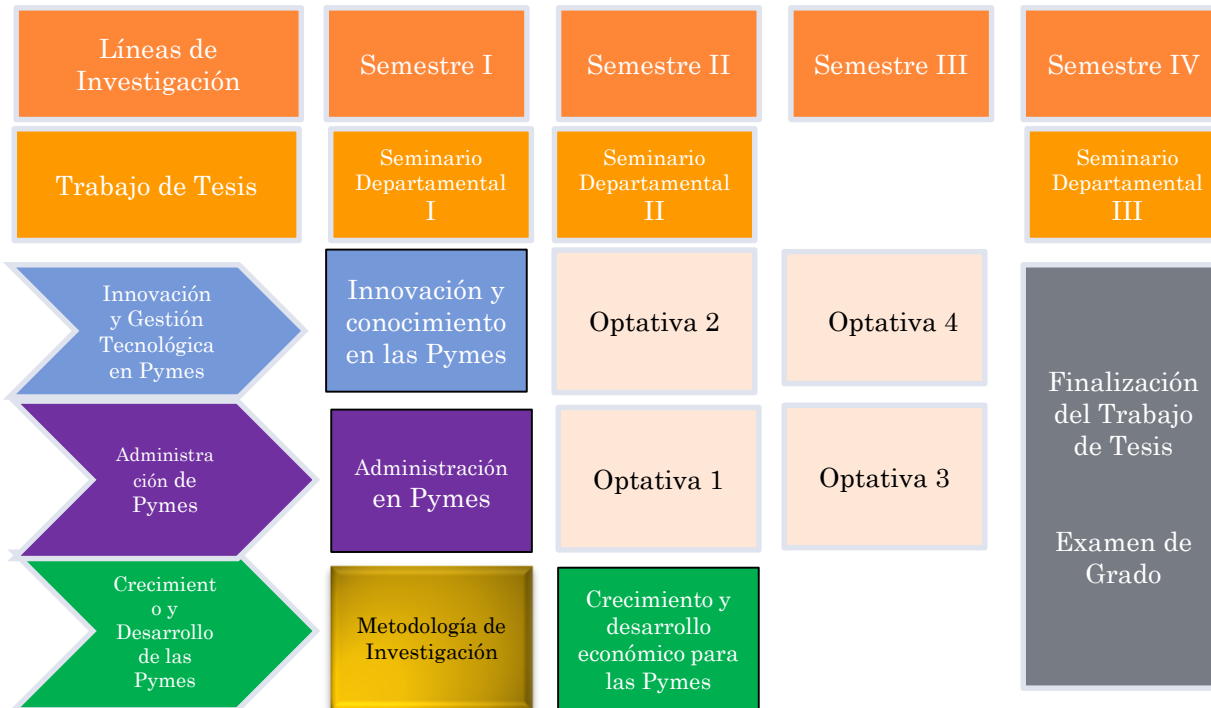 Líneas de
Investigación
Semestre I
Semestre II
Semestre III
Semestre IV
Trabajo de Tesis
Seminario
Departamental
I
Seminario
Departamental
II
Seminario
Departamental
III
Innovación
y Gestión
Tecnológica
en Pymes
Innovación y
conocimiento
en las Pymes
Optativa 2
Optativa 4
Administra
ción de
Pymes
Administración
en Pymes
Optativa 1
Optativa 3
Crecimient
o y
Desarrollo
de las
Pymes
Metodología de
Investigación
Crecimiento y
desarrollo
económico para
las Pymes
Finalización
del Trabajo
de Tesis
Examen de
Grado